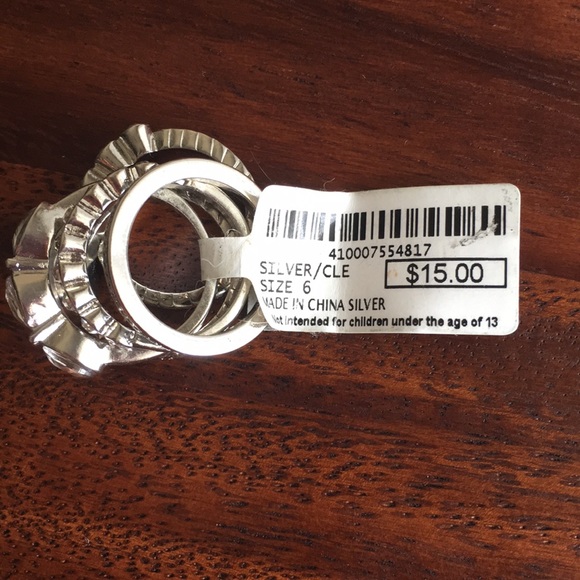 410007554817
SILVER/CLE
$15.00
SIZE 6
MADE IN CHINA SILVER
Not intended for children under the age of 13